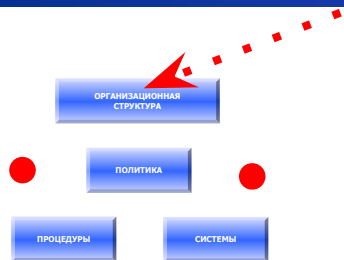 ОРГАНИЗАЦИОННАЯ
СТРУКТУРА
ПОЛИТИКА
ПРОЦЕДУРЫ
СИСТЕМЫ